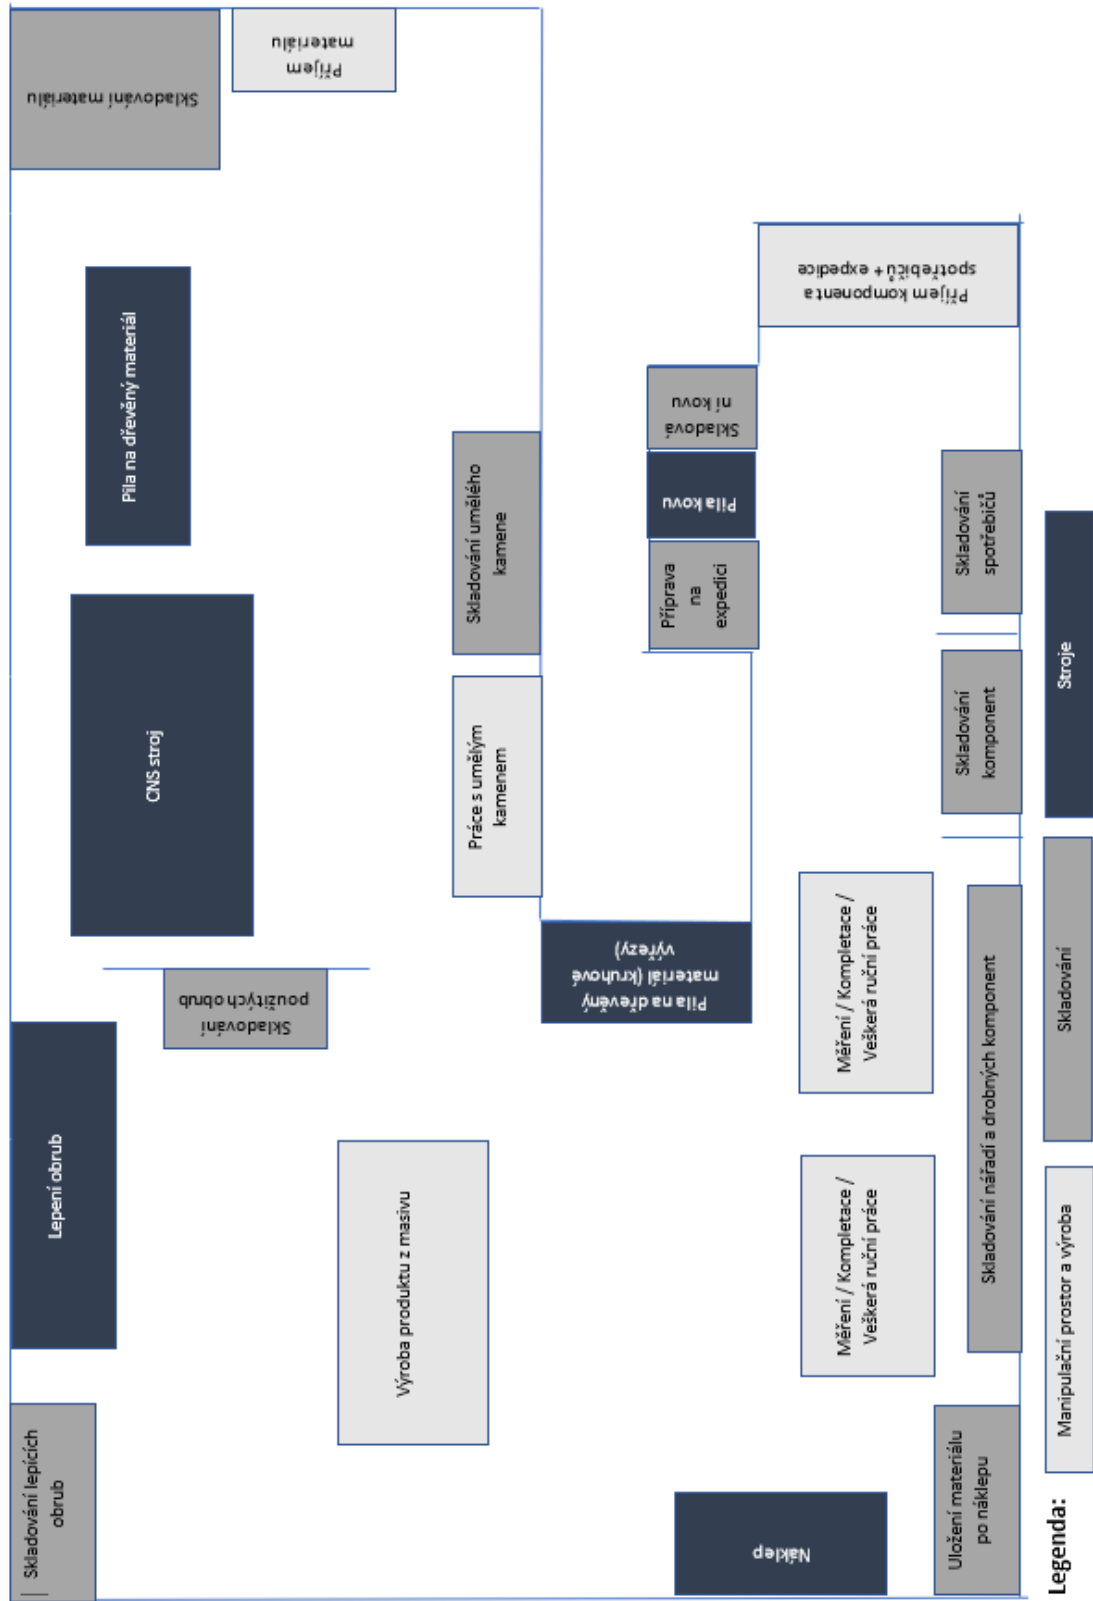 Skladování materiálu
Příjem
materiálu
Pila na dřevěný materiál
CNS stroj
Lepení obrub
Skladování lepících
obrub
Skladování
použitých obrub
Skladování umělého
kamene
Práce s umělým
kamenem
Výroba produktu z masivu
Pila na dřevěný
materiál (kruhové
výřezy)
Příjem komponent a
spotřebičů + expedice
Skladová
ní kovu
Pila kovu
Příprava
na
expedici
Skladování
spotřebičů
Skladování
komponent
Měření / Kompletace /
Veškerá ruční práce
Měření / Kompletace /
Veškerá ruční práce
Skladování nářadí a drobných komponent
Náklep
Uložení materiálu
po náklepu
Legenda:
Manipulační prostor a výroba
Skladování
Stroje